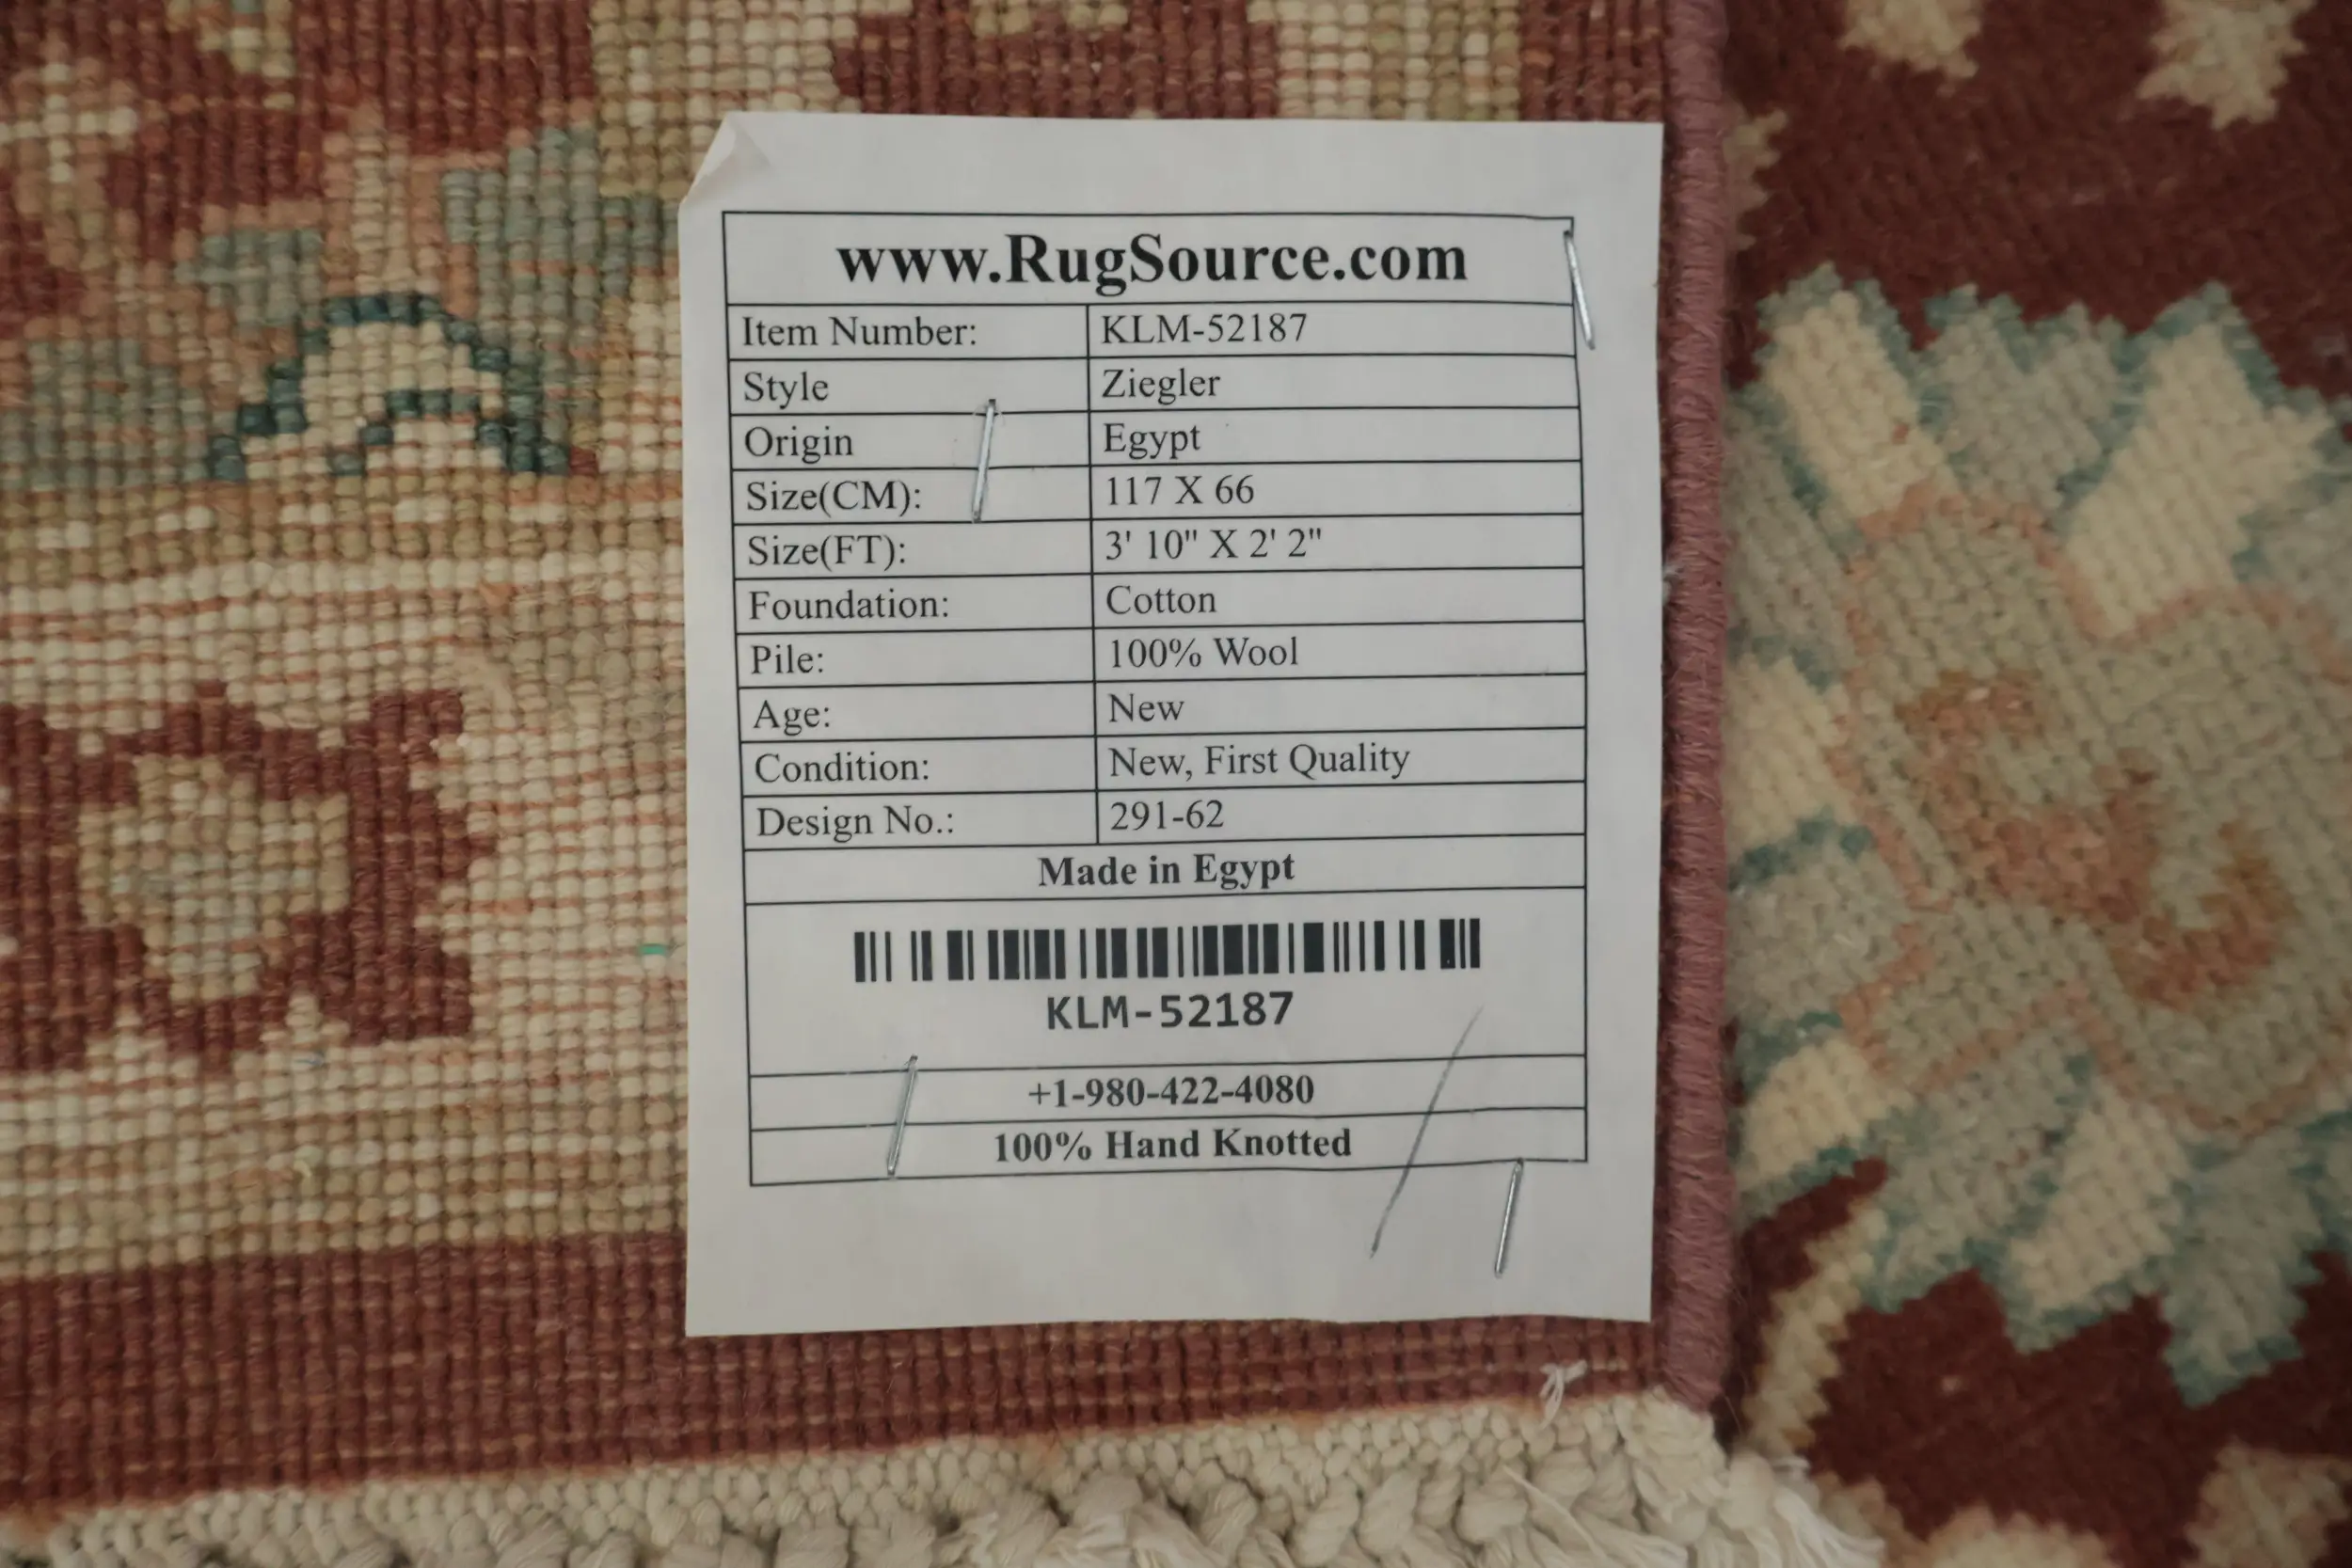 www.RugSource.com
Item Number: KLM-52187
Style Ziegler
Origin Egypt
Size(CM): 117 X 66
Size(FT): 3' 10" X 2' 2"
Foundation: Cotton
Pile: 100% Wool
Age: New
Condition: New, First Quality
Design No.: 291-62
Made in Egypt
KLM-52187
+1-980-422-4080
100% Hand Knotted